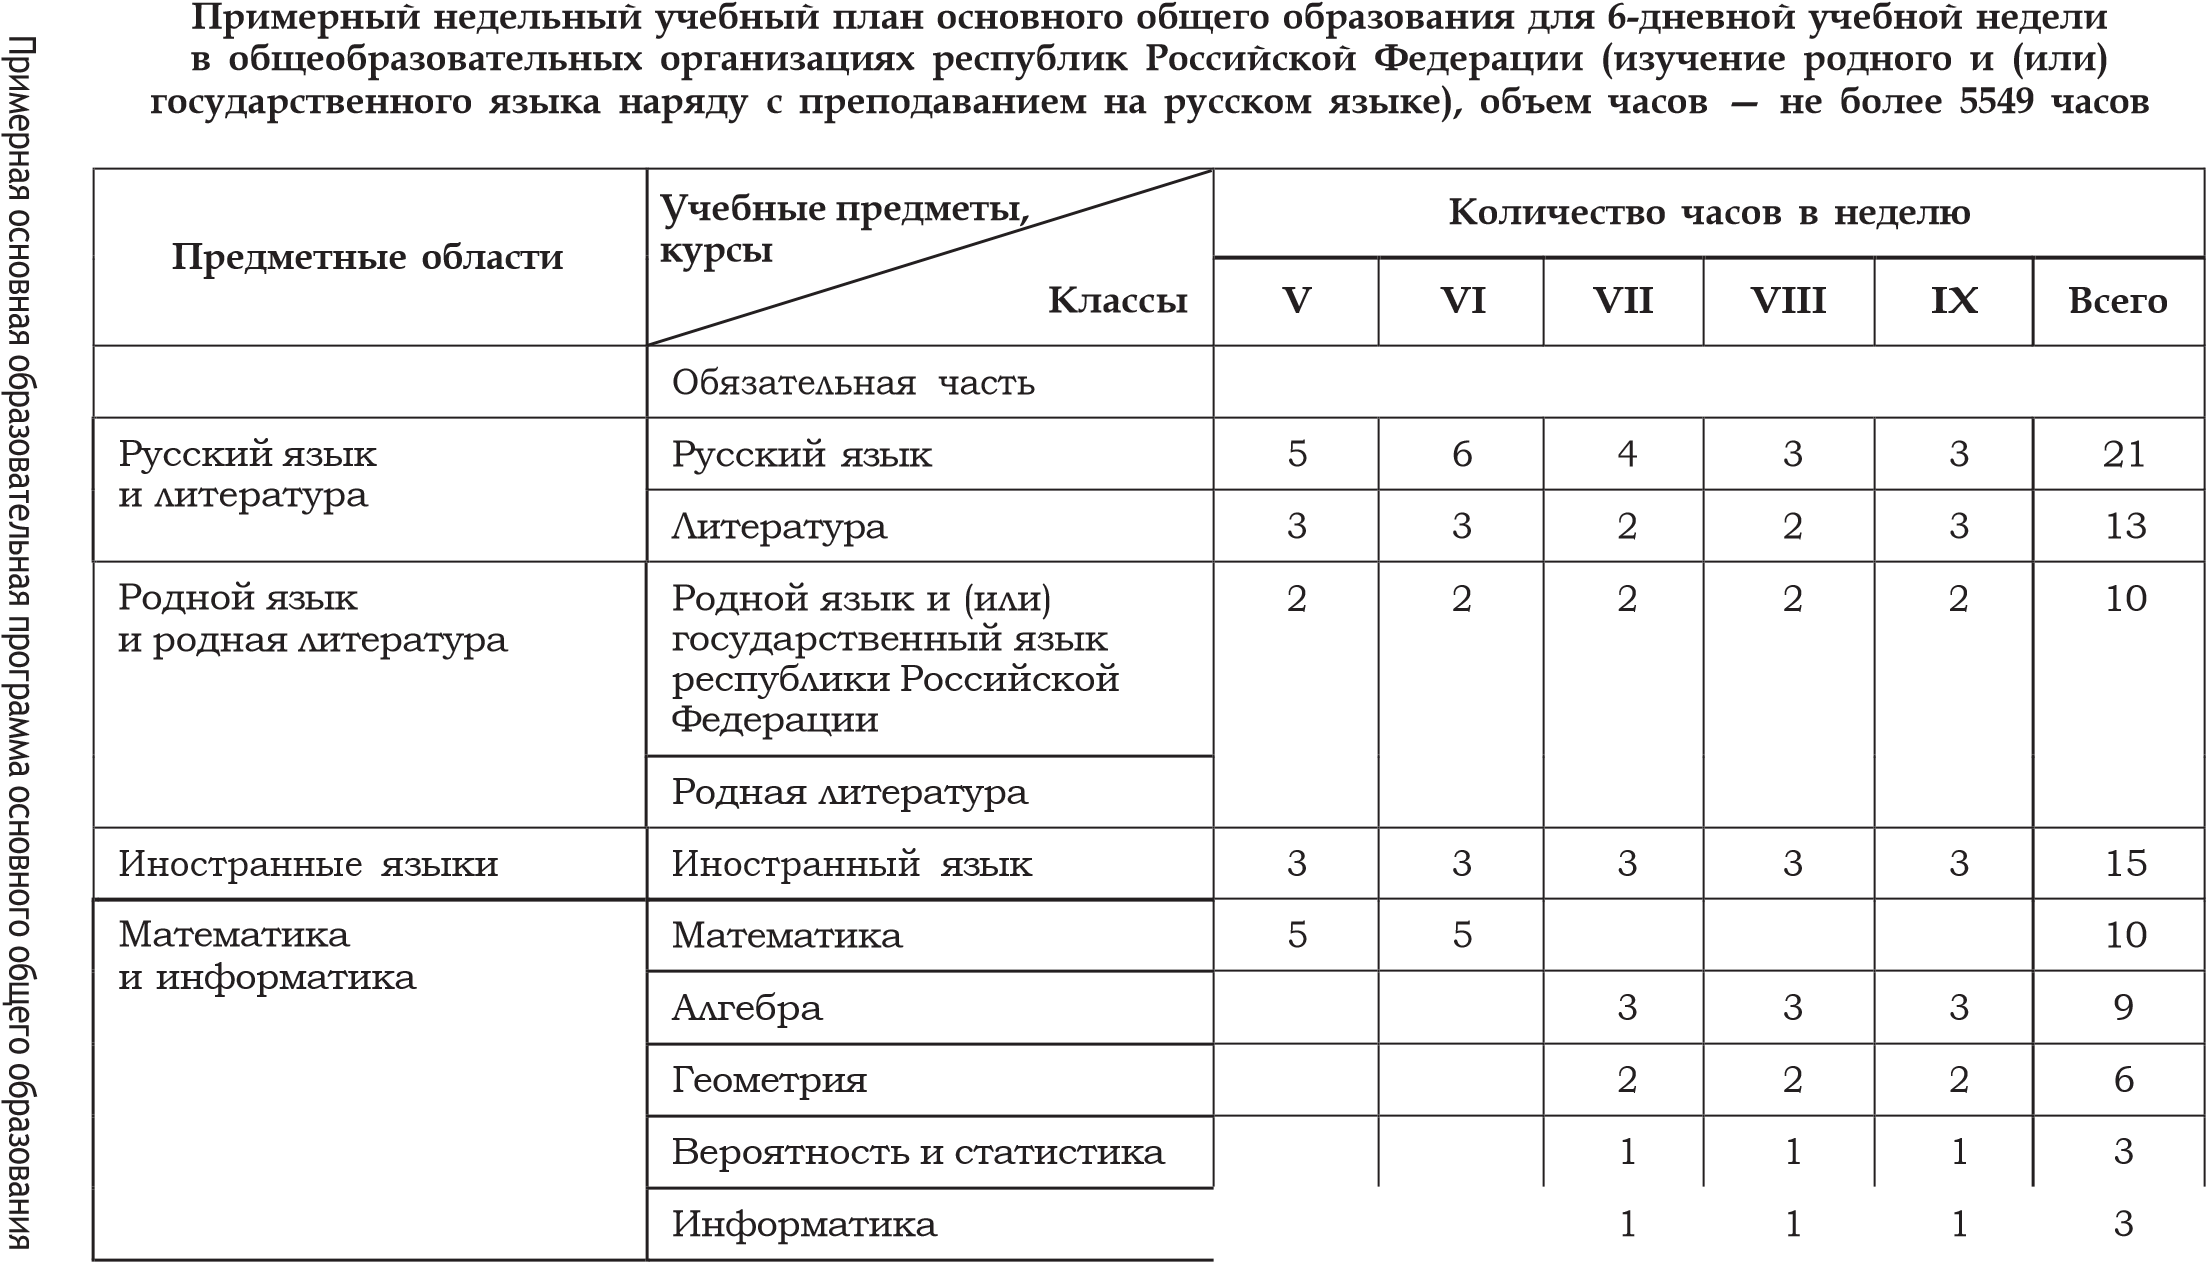 Примерный недельный учебный план основного общего образования для 6-дневной учебной недели
в общеобразовательных организациях республик Российской Федерации (изучение родного и (или)
государственного языка наряду с преподаванием на русском языке), объем часов — не более 5549 часов
Примерная основная образовательная программа основного общего образования
Предметные области
Учебные предметы,
курсы
Классы
Количество часов в неделю
V VI VII VIII IX Всего
Обязательная часть
Русский язык
и литература
Русский язык 5 6 4 3 3 21
Литература 3 3 2 2 3 13
Родной язык
и родная литература
Родной язык и (или) 2 2 2 2 2 10
государственный язык
республики Российской
Федерации
Родная литература
Иностранные языки Иностранный язык 3 3 3 3 3 15
Математика
и информатика
Математика 5 5 10
Алгебра 3 3 3 9
Геометрия 2 2 2 6
Вероятность и статистика 1 1 1 3
Информатика 1 1 1 3